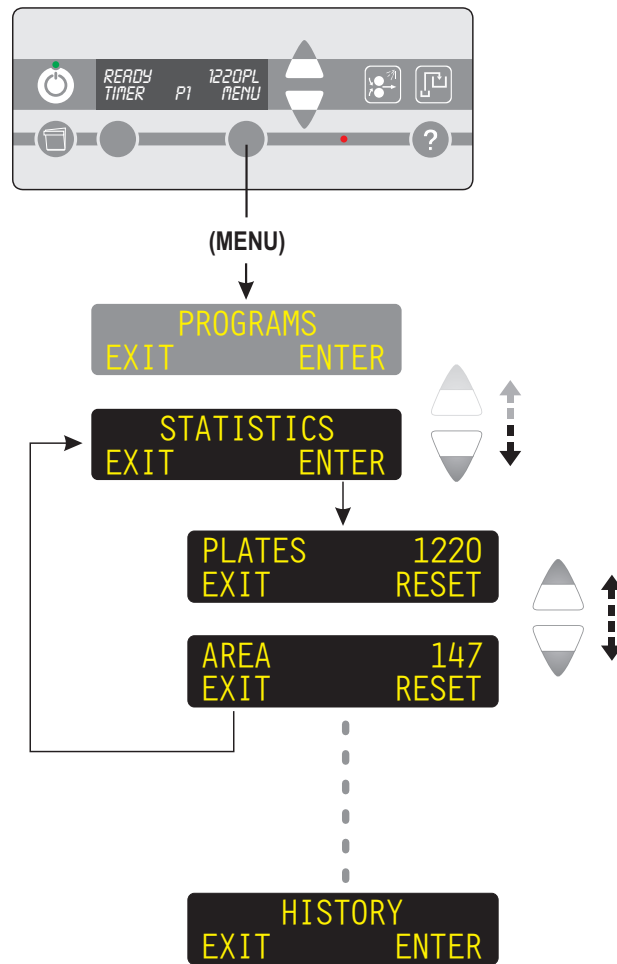 READY 1220PL
TIMER P1 MENU
?
(MENU)
PROGRAMS
EXIT ENTER
STATISTICS
EXIT ENTER
PLATES 1220
EXIT RESET
AREA 147
EXIT RESET
HISTORY
EXIT ENTER